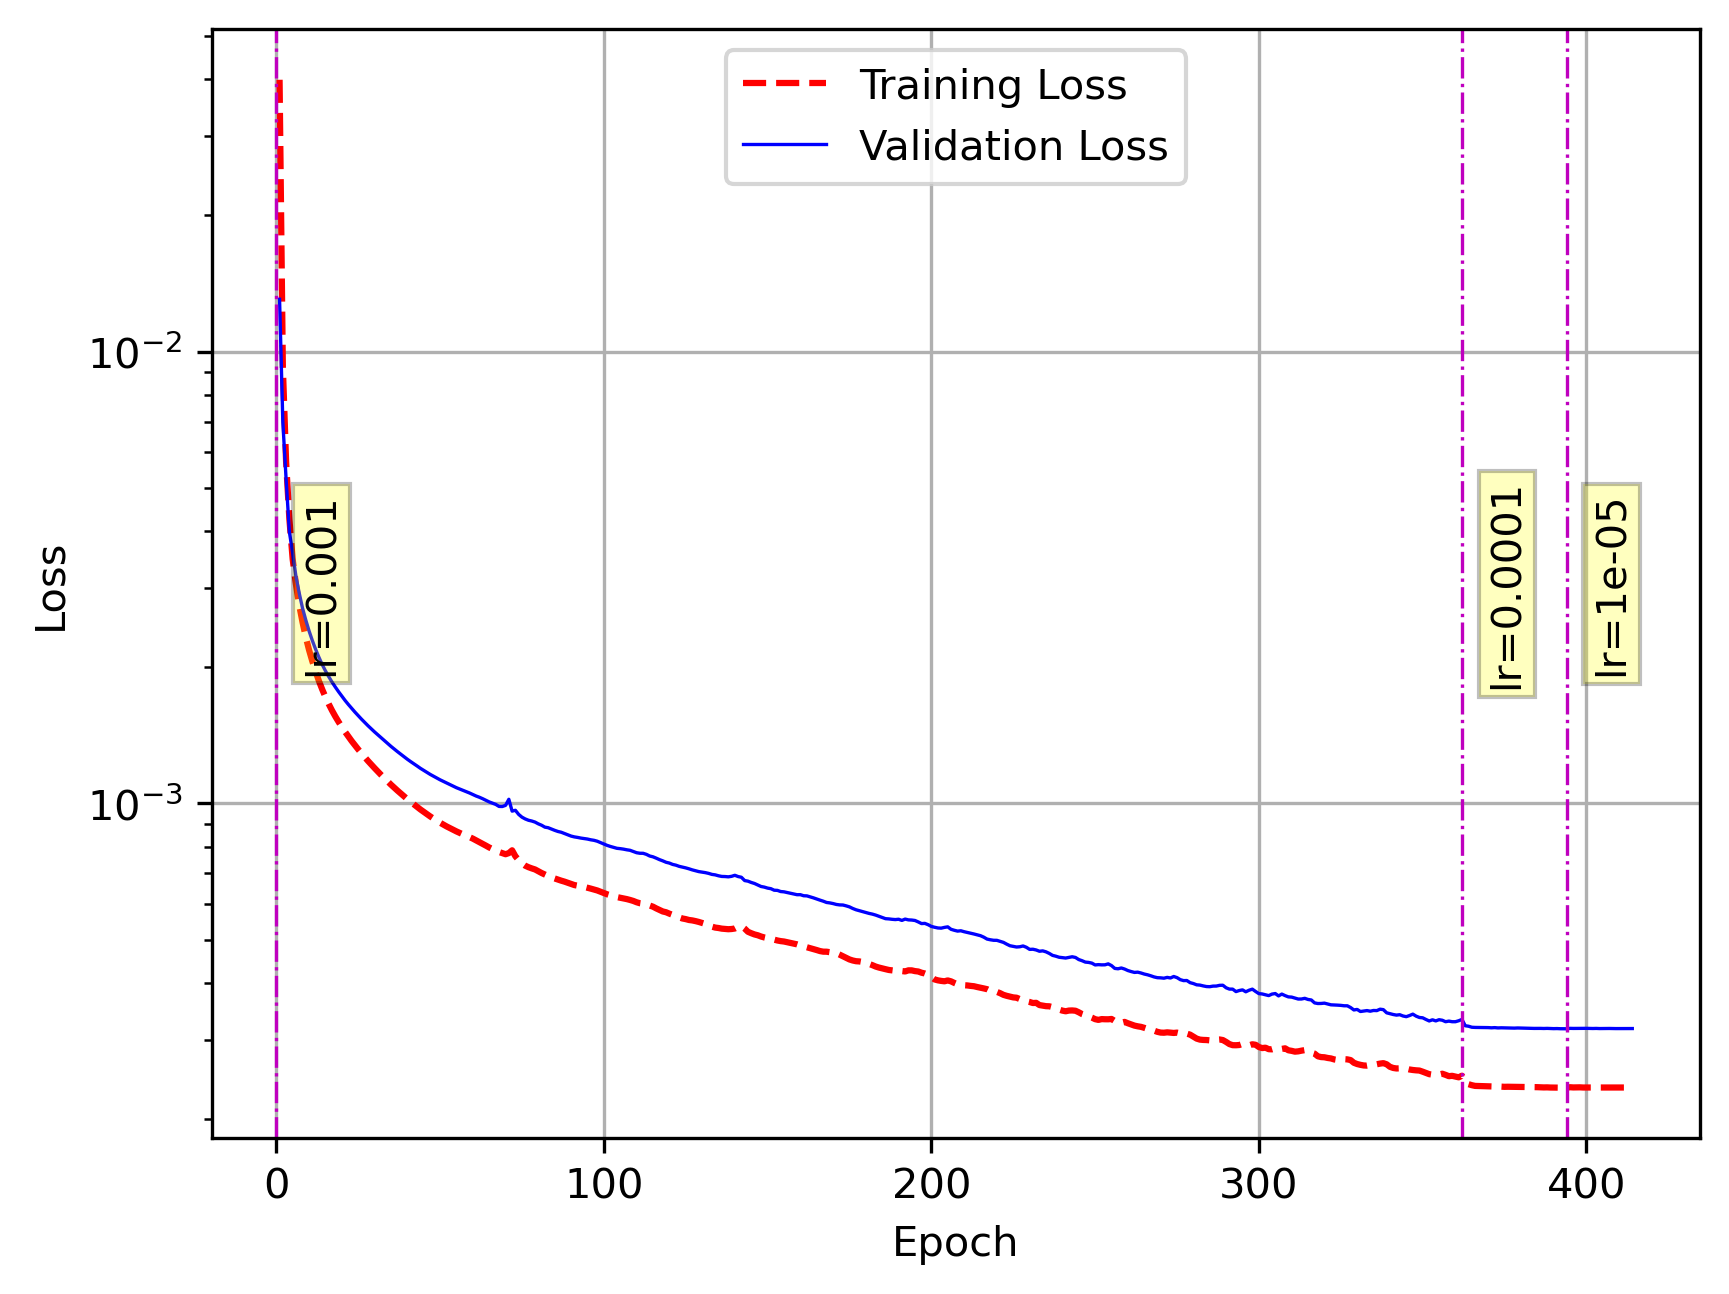 Training Loss
Validation Loss
10⁻²
10⁻³
Loss
lr=0.001
lr=0.0001
lr=1e-05
0 100 200 300 400
Epoch